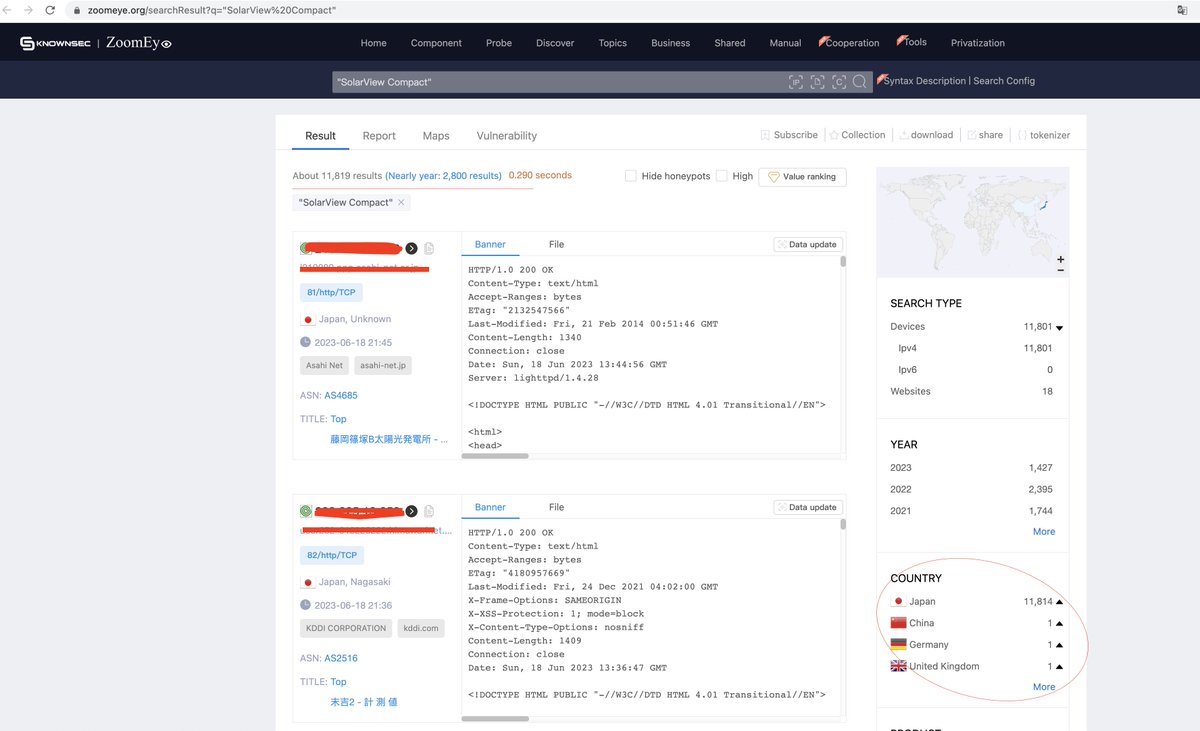 zoomeye.org/searchResult?q="SolarView%20Compact"
KNOWNSEC | ZoomEye
Home Component Probe Discover Topics Business Shared Manual Cooperation Tools Privatization
"SolarView Compact"
Syntax Description | Search Config
Result Report Maps Vulnerability
Subscribe Collection download share tokenizer
About 11,819 results (Nearly year: 2,800 results) 0.290 seconds
Hide honeypots High Value ranking
"SolarView Compact" ×
81/http/TCP
Japan, Unknown
2023-06-18 21:45
Asahi Net asahi-net.jp
ASN: AS4685
TITLE: Top
藤岡篠塚B太陽光発電所 - ...
Banner File Data update
HTTP/1.0 200 OK
Content-Type: text/html
Accept-Ranges: bytes
ETag: "2132547566"
Last-Modified: Fri, 21 Feb 2014 00:51:46 GMT
Content-Length: 1340
Connection: close
Date: Sun, 18 Jun 2023 13:44:56 GMT
Server: lighttpd/1.4.28
<!DOCTYPE HTML PUBLIC "-//W3C//DTD HTML 4.01 Transitional//EN">
<html>
<head>
82/http/TCP
Japan, Nagasaki
2023-06-18 21:36
KDDI CORPORATION kddi.com
ASN: AS2516
TITLE: Top
末吉2 - 計 測 値
Banner File Data update
HTTP/1.0 200 OK
Content-Type: text/html
Accept-Ranges: bytes
ETag: "4180957669"
Last-Modified: Fri, 24 Dec 2021 04:02:00 GMT
X-Frame-Options: SAMEORIGIN
X-XSS-Protection: 1; mode=block
X-Content-Type-Options: nosniff
Content-Length: 1409
Connection: close
Date: Sun, 18 Jun 2023 13:36:47 GMT
<!DOCTYPE HTML PUBLIC "-//W3C//DTD HTML 4.01 Transitional//EN">
+
−
SEARCH TYPE
Devices 11,801
Ipv4 11,801
Ipv6 0
Websites 18
YEAR
2023 1,427
2022 2,395
2021 1,744
More
COUNTRY
Japan 11,814
China 1
Germany 1
United Kingdom 1
More